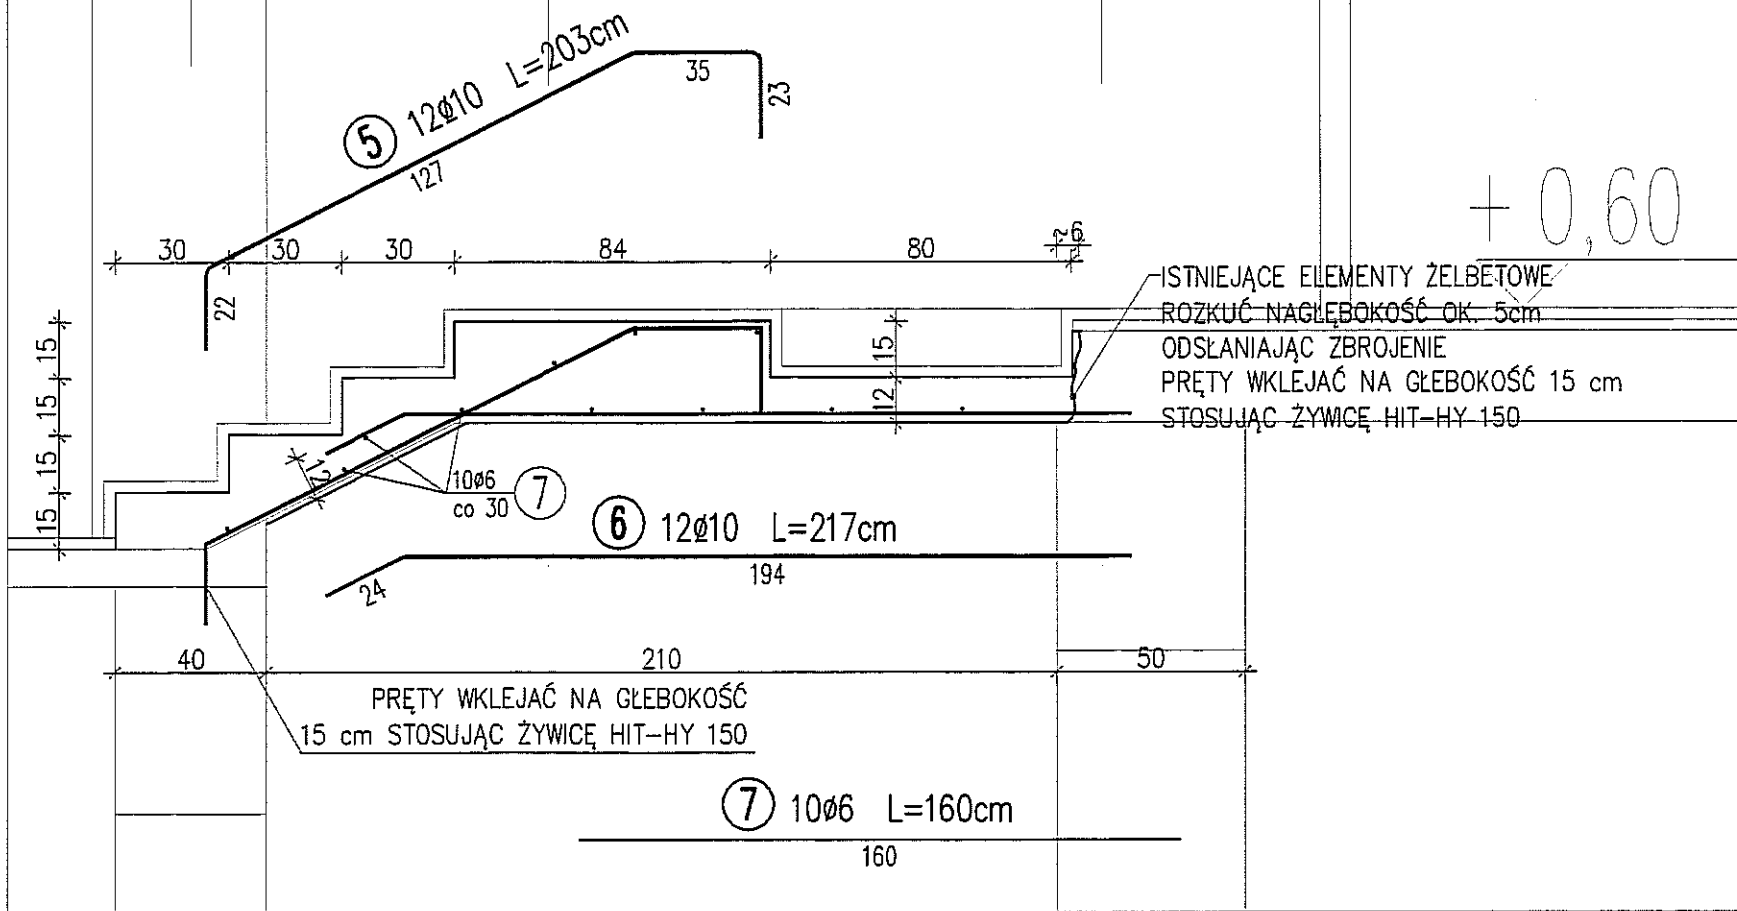 5 12ø10 L=203cm
35
23
127
22
+ 0,60
30 30 30 84 80 ~6
ISTNIEJĄCE ELEMENTY ŻELBETOWE
ROZKUĆ NAGŁĘBOKOŚĆ OK. 5cm
ODSŁANIAJĄC ZBROJENIE
PRĘTY WKLEJAĆ NA GŁEBOKOŚĆ 15 cm
STOSUJĄC ŻYWICĘ HIT-HY 150
15
15
15
15
15
12
12
10ø6
co 30
7
6 12ø10 L=217cm
194
24
40 210 50
PRĘTY WKLEJAĆ NA GŁEBOKOŚĆ
15 cm STOSUJĄC ŻYWICĘ HIT-HY 150
7 10ø6 L=160cm
160